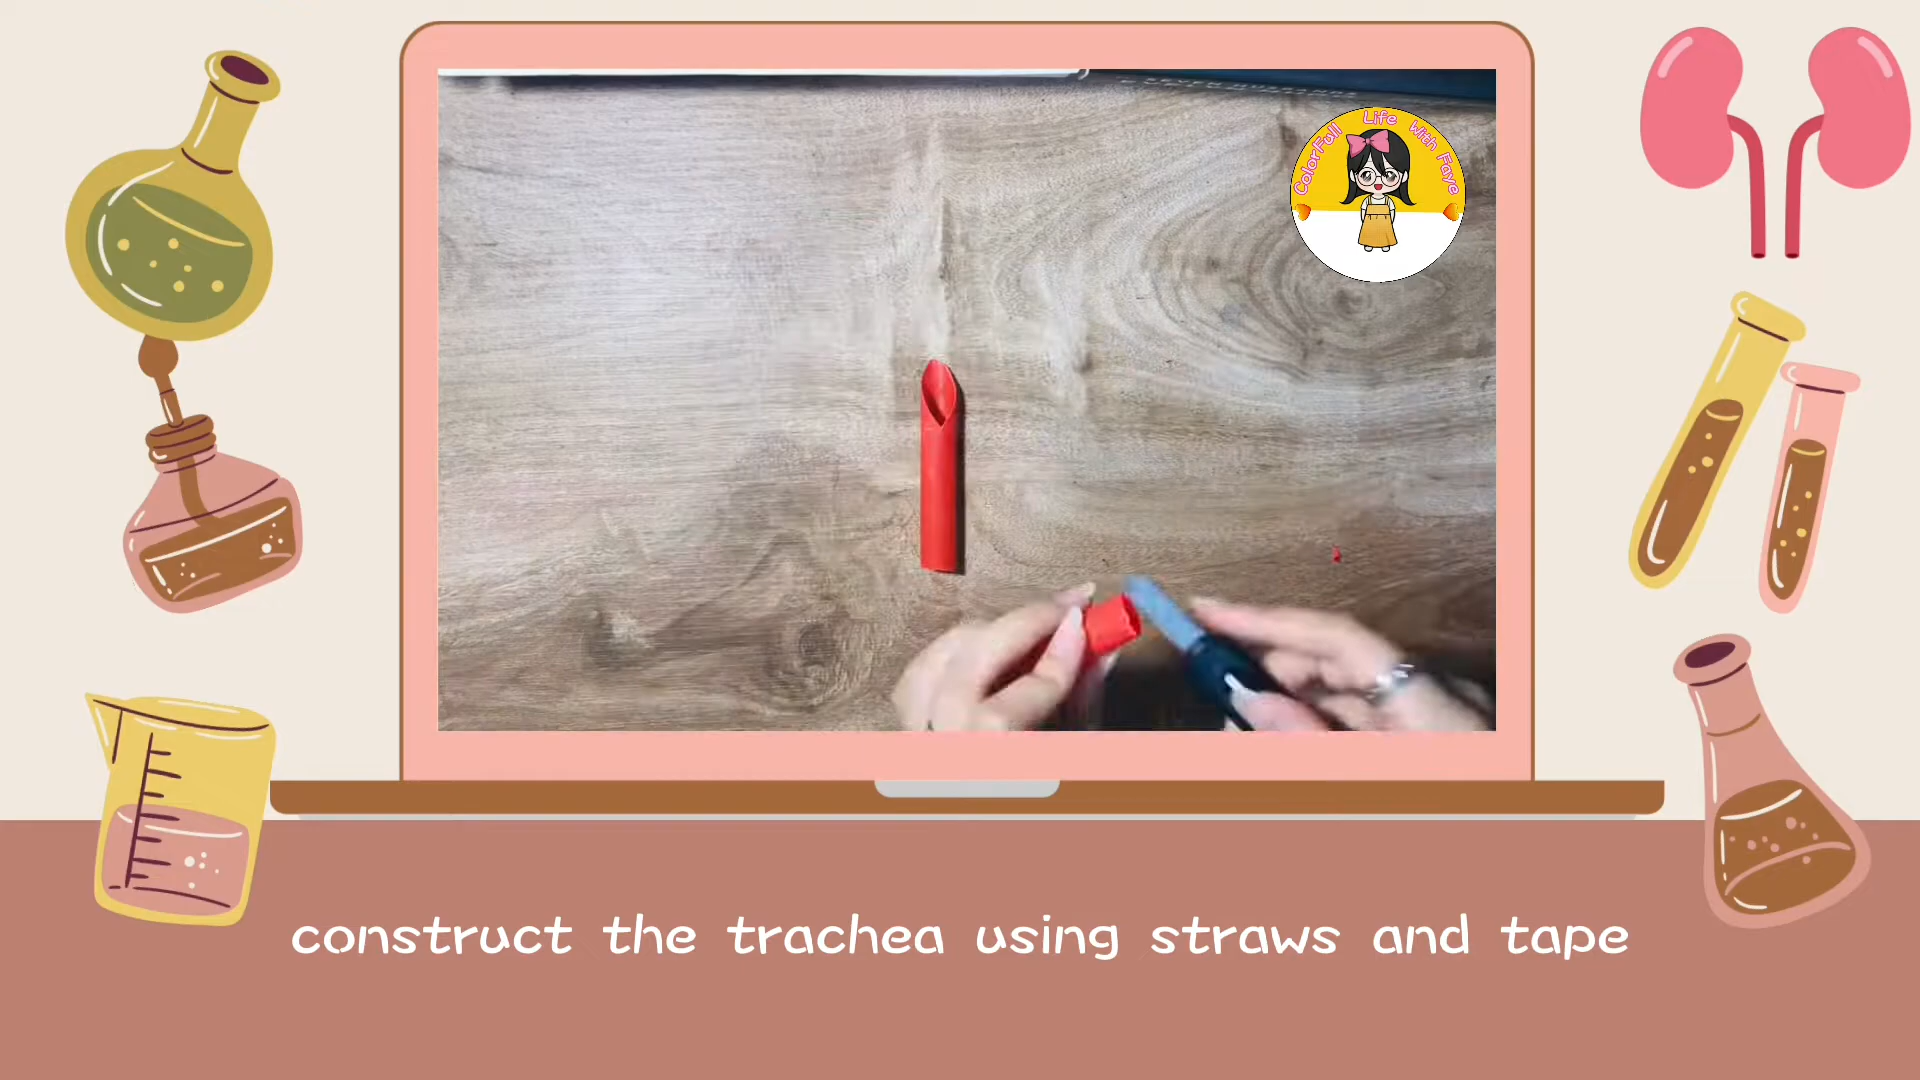 ColorFull Life With Faye
construct the trachea using straws and tape